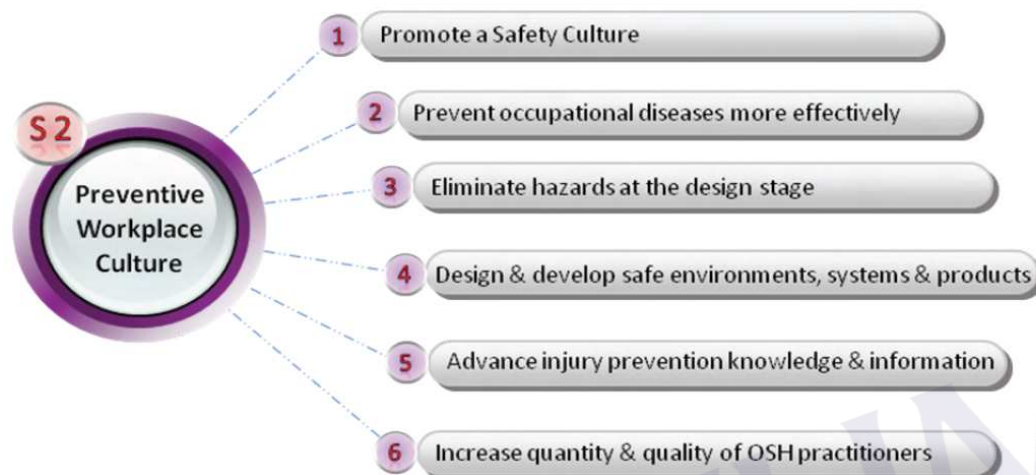 1 Promote a Safety Culture
S 2
2 Prevent occupational diseases more effectively
3 Eliminate hazards at the design stage
Preventive
Workplace
Culture
4 Design & develop safe environments, systems & products
5 Advance injury prevention knowledge & information
6 Increase quantity & quality of OSH practitioners